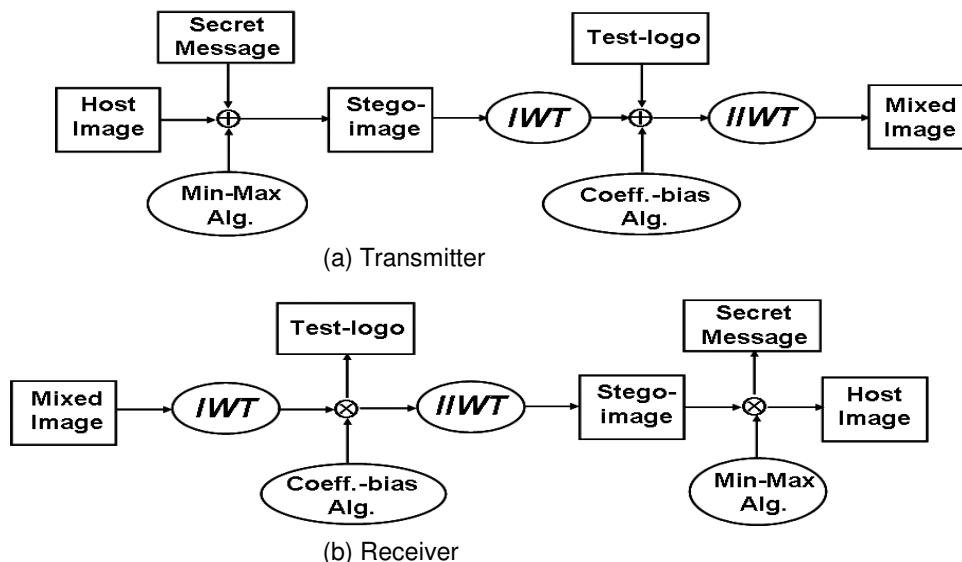 Secret
Message
Test-logo
Host
Image
⊕
Stego-
image
IWT
⊕
IIWT
Mixed
Image
Min-Max
Alg.
Coeff.-bias
Alg.
(a) Transmitter
Test-logo
Secret
Message
Mixed
Image
IWT
⊗
IIWT
Stego-
image
⊗
Host
Image
Coeff.-bias
Alg.
Min-Max
Alg.
(b) Receiver